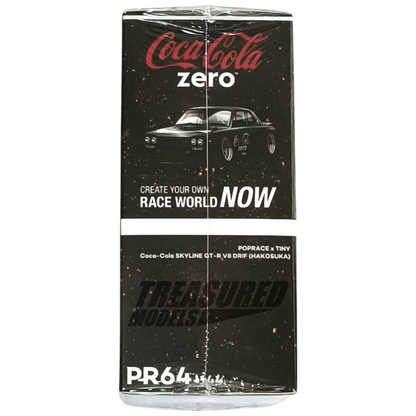 Coca-Cola
zero
CREATE YOUR OWN
RACE WORLD NOW
POPRACE x TINY
Coca-Cola SKYLINE GT-R V8 DRIF (HAKOSUKA)
TREASURED
MODELS
PR64